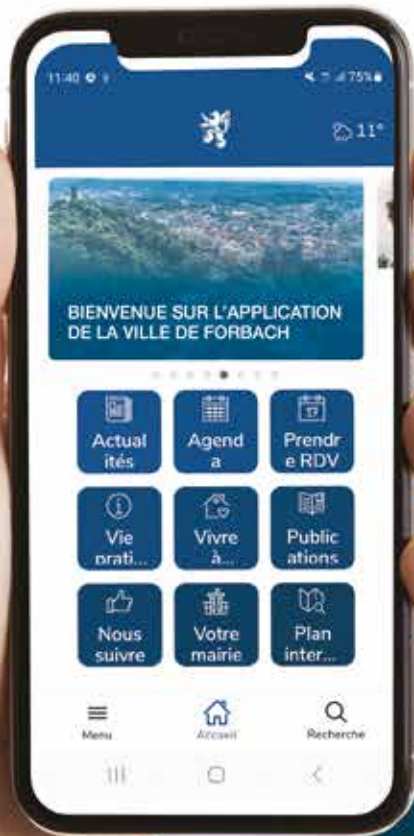 11:40
75%
11°
BIENVENUE SUR L'APPLICATION
DE LA VILLE DE FORBACH
Actual
ités
Agend
a
Prendr
e RDV
17
Vie
prati...
Vivre
à...
Public
ations
Nous
suivre
Votre
mairie
Plan
inter...
Menu
Accueil
Recherche